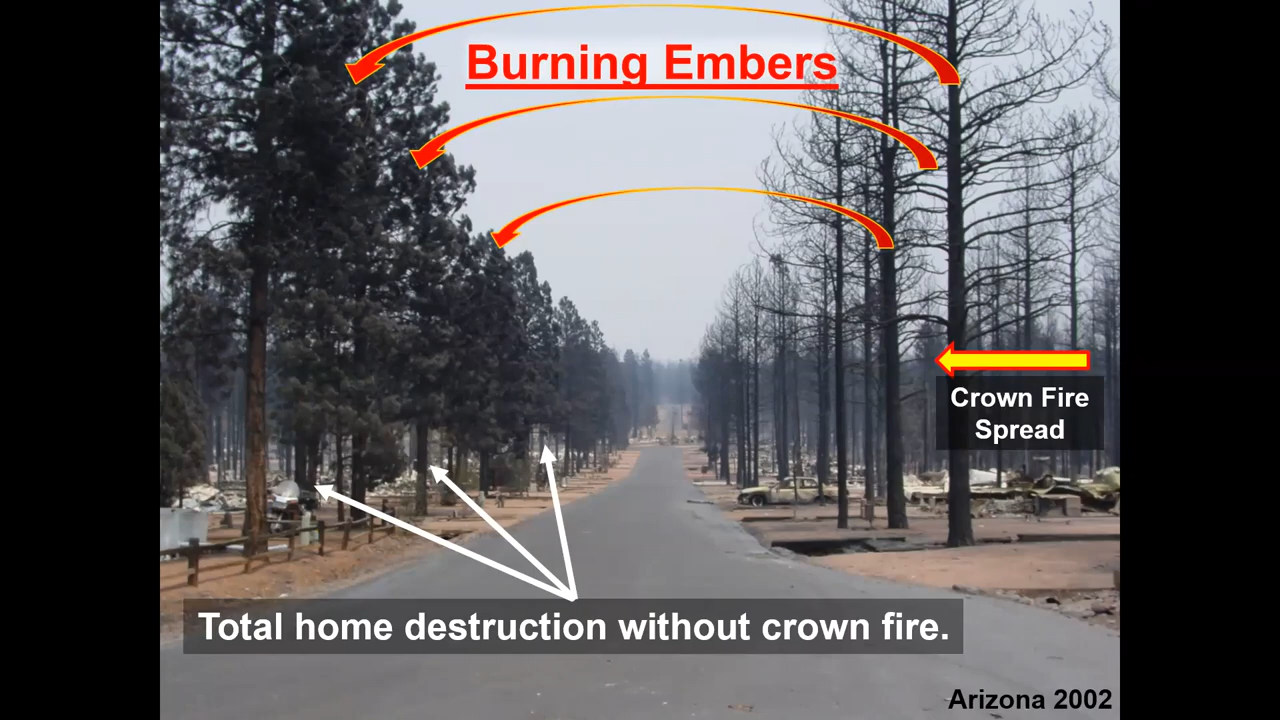 Burning Embers
Crown Fire
Spread
Total home destruction without crown fire.
Arizona 2002